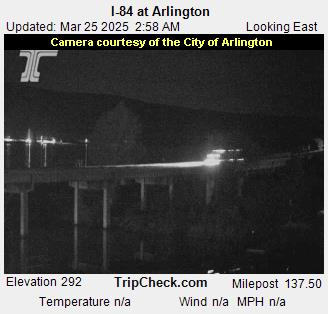 I-84 at Arlington
Updated: Mar 25 2025 2:58 AM Looking East
Camera courtesy of the City of Arlington
Elevation 292 TripCheck.com Milepost 137.50
Temperature n/a Wind n/a MPH n/a